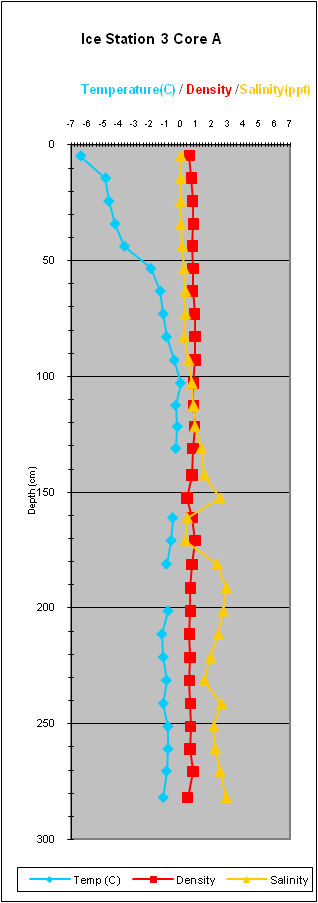 Ice Station 3 Core A
Temperature(C) / Density /Salinity(ppt)
-7 -6 -5 -4 -3 -2 -1 0 1 2 3 4 5 6 7
0
50
100
150
200
250
300
Depth (cm)
Temp (C) Density Salinity